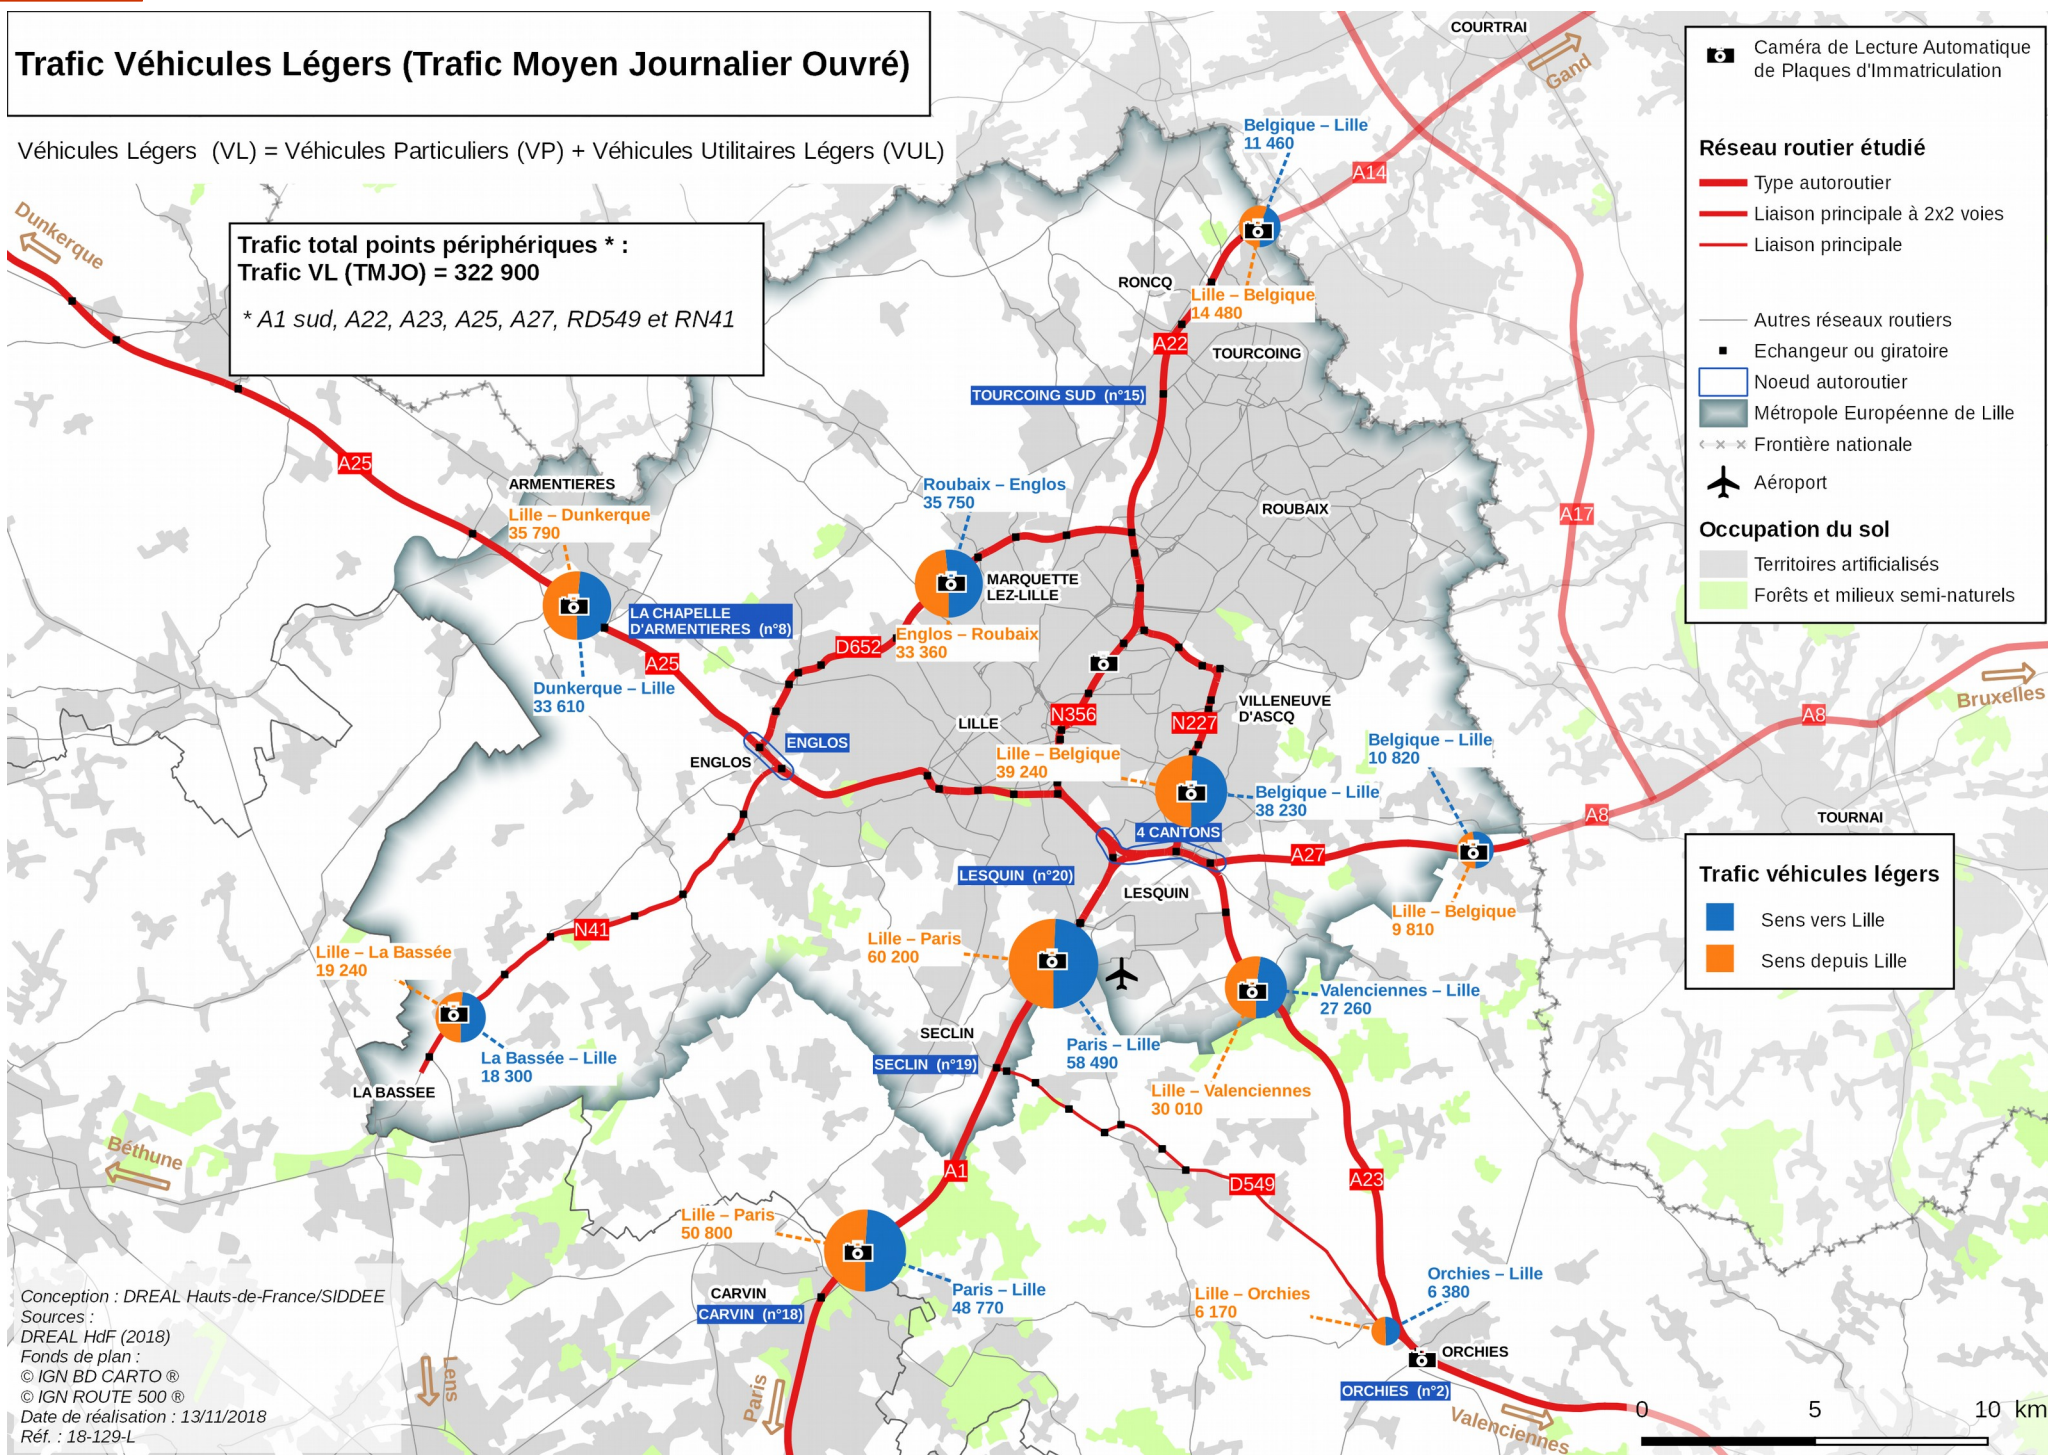 Trafic Véhicules Légers (Trafic Moyen Journalier Ouvré)
Véhicules Légers (VL) = Véhicules Particuliers (VP) + Véhicules Utilitaires Légers (VUL)
Trafic total points périphériques * :
Trafic VL (TMJO) = 322 900
* A1 sud, A22, A23, A25, A27, RD549 et RN41
Dunkerque
COURTRAI
Gand
Belgique – Lille
11 460
A14
RONCQ
Lille – Belgique
14 480
A22
TOURCOING
TOURCOING SUD (n°15)
A25
ARMENTIERES
Lille – Dunkerque
35 790
Roubaix – Englos
35 750
ROUBAIX
A17
MARQUETTE
LEZ-LILLE
LA CHAPELLE
D'ARMENTIERES (n°8)
Englos – Roubaix
33 360
D652
A25
Dunkerque – Lille
33 610
ENGLOS
ENGLOS
LILLE
N356
N227
VILLENEUVE
D'ASCQ
Lille – Belgique
39 240
Belgique – Lille
38 230
Belgique – Lille
10 820
Bruxelles
A8
A8
TOURNAI
4 CANTONS
A27
LESQUIN (n°20)
LESQUIN
Lille – Belgique
9 810
N41
Lille – La Bassée
19 240
Lille – Paris
60 200
Valenciennes – Lille
27 260
SECLIN
SECLIN (n°19)
Paris – Lille
58 490
La Bassée – Lille
18 300
LA BASSEE
Lille – Valenciennes
30 010
Béthune
A1
D549
A23
Lille – Paris
50 800
Paris – Lille
48 770
CARVIN
CARVIN (n°18)
Lille – Orchies
6 170
Orchies – Lille
6 380
ORCHIES
ORCHIES (n°2)
Lens
Paris
Valenciennes
Caméra de Lecture Automatique
de Plaques d'Immatriculation
Réseau routier étudié
Type autoroutier
Liaison principale à 2x2 voies
Liaison principale
Autres réseaux routiers
Echangeur ou giratoire
Noeud autoroutier
Métropole Européenne de Lille
Frontière nationale
Aéroport
Occupation du sol
Territoires artificialisés
Forêts et milieux semi-naturels
Trafic véhicules légers
Sens vers Lille
Sens depuis Lille
Conception : DREAL Hauts-de-France/SIDDEE
Sources :
DREAL HdF (2018)
Fonds de plan :
© IGN BD CARTO ®
© IGN ROUTE 500 ®
Date de réalisation : 13/11/2018
Réf. : 18-129-L
0 5 10 km